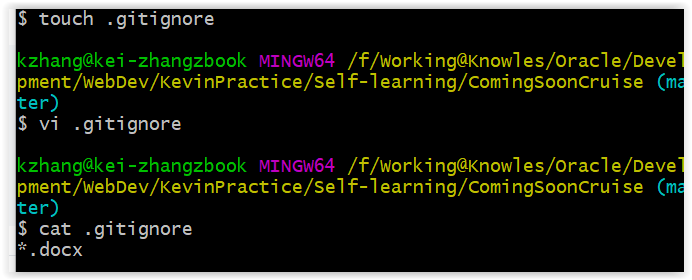 $ touch .gitignore
kzhang@kei-zhangzbook MINGW64 /f/Working@Knowles/Oracle/Devel
pment/WebDev/KevinPractice/Self-learning/ComingSoonCruise (ma
ter)
$ vi .gitignore
kzhang@kei-zhangzbook MINGW64 /f/Working@Knowles/Oracle/Devel
pment/WebDev/KevinPractice/Self-learning/ComingSoonCruise (ma
ter)
$ cat .gitignore
*.docx